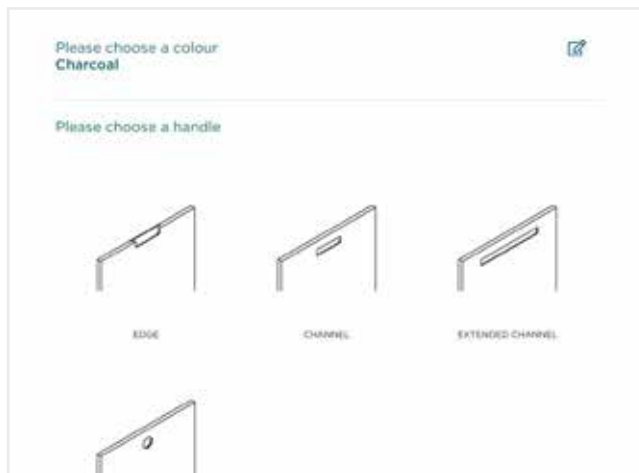 Please choose a colour
Charcoal
Please choose a handle
EDGE
CHANNEL
EXTENDED CHANNEL